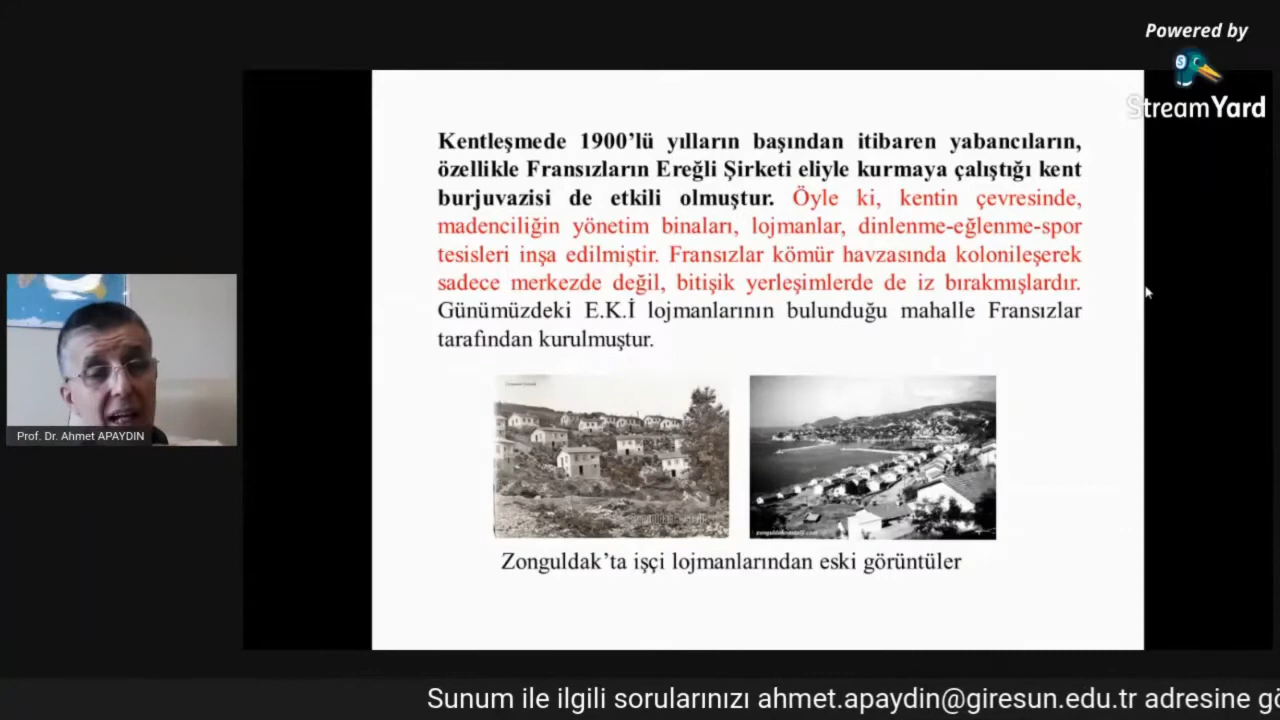 Powered by
StreamYard
Kentleşmede 1900’lü yılların başından itibaren yabancıların,
özellikle Fransızların Ereğli Şirketi eliyle kurmaya çalıştığı kent
burjuvazisi de etkili olmuştur. Öyle ki, kentin çevresinde,
madenciliğin yönetim binaları, lojmanlar, dinlenme-eğlenme-spor
tesisleri inşa edilmiştir. Fransızlar kömür havzasında kolonileşerek
sadece merkezde değil, bitişik yerleşimlerde de iz bırakmışlardır.
Günümüzdeki E.K.İ lojmanlarının bulunduğu mahalle Fransızlar
tarafından kurulmuştur.
Zonguldak’ta işçi lojmanlarından eski görüntüler
Prof. Dr. Ahmet APAYDIN
Sunum ile ilgili sorularınızı ahmet.apaydin@giresun.edu.tr adresine